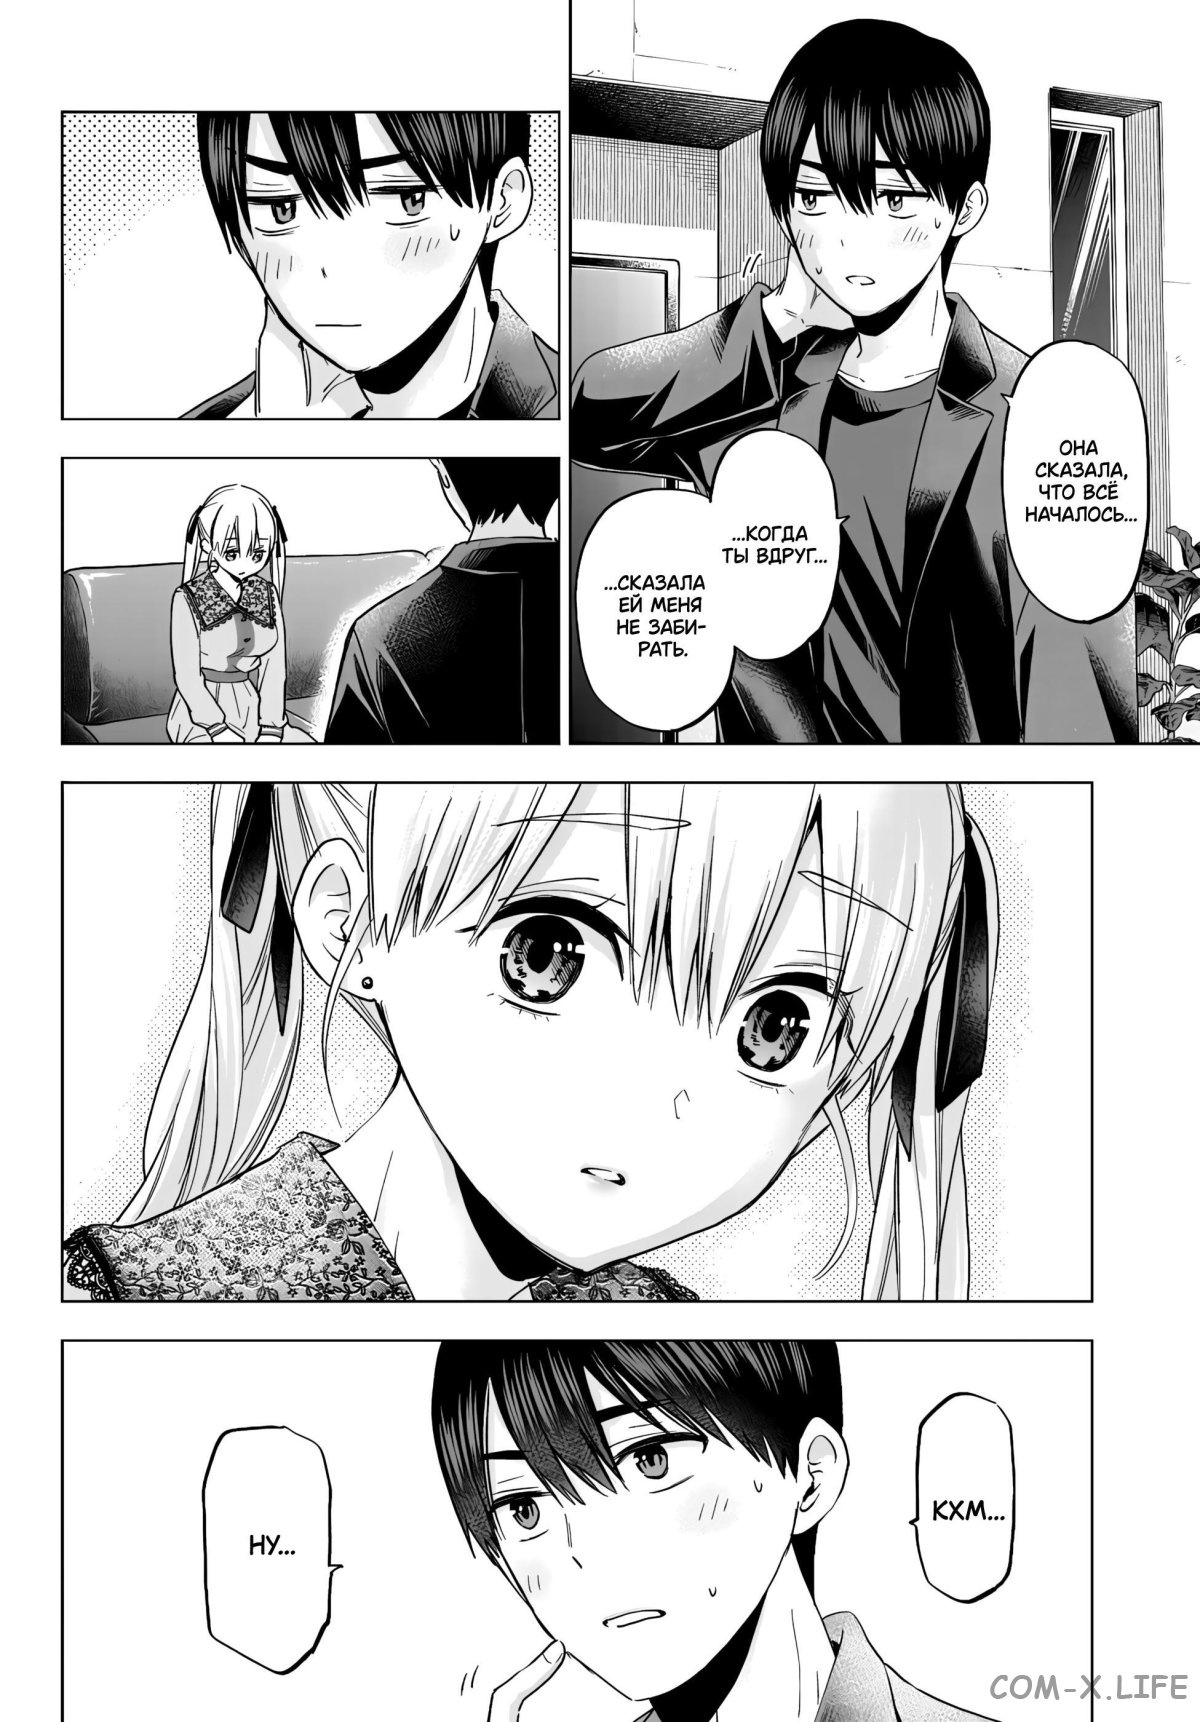 ОНА
СКАЗАЛА,
ЧТО ВСЁ
НАЧАЛОСЬ...
...КОГДА
ТЫ ВДРУГ...
...СКАЗАЛА
ЕЙ МЕНЯ
НЕ ЗАБИ-
РАТЬ.
КХМ...
НУ...
COM-X.LIFE